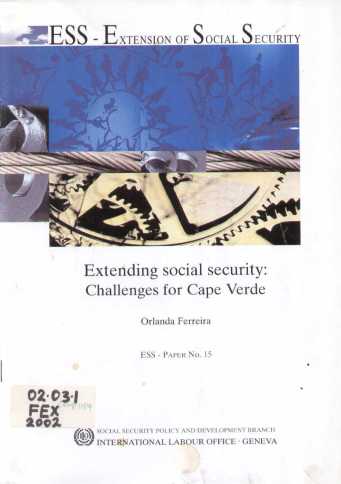 ESS - EXTENSION OF SOCIAL SECURITY
Extending social security:
Challenges for Cape Verde
Orlanda Ferreira
ESS - PAPER No. 15
02.03.1
FEX
2002
SOCIAL SECURITY POLICY AND DEVELOPMENT BRANCH
INTERNATIONAL LABOUR OFFICE · GENEVA